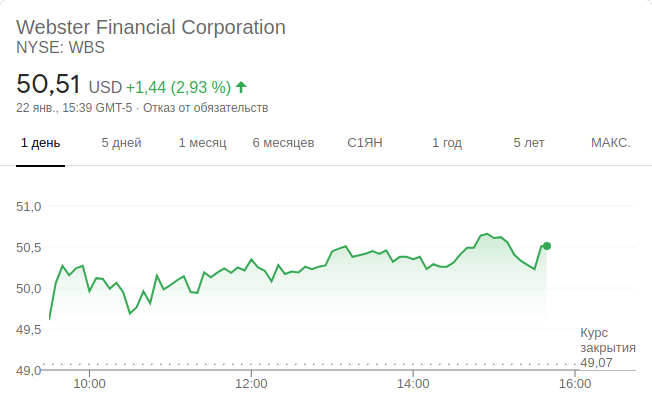 Webster Financial Corporation
NYSE: WBS
50,51 USD +1,44 (2,93 %)
22 янв., 15:39 GMT-5 · Отказ от обязательств
1 день 5 дней 1 месяц 6 месяцев С1ЯН 1 год 5 лет МАКС.
51,0
50,5
50,0
49,5
Курс
закрытия
49,07
49,0
10:00 12:00 14:00 16:00